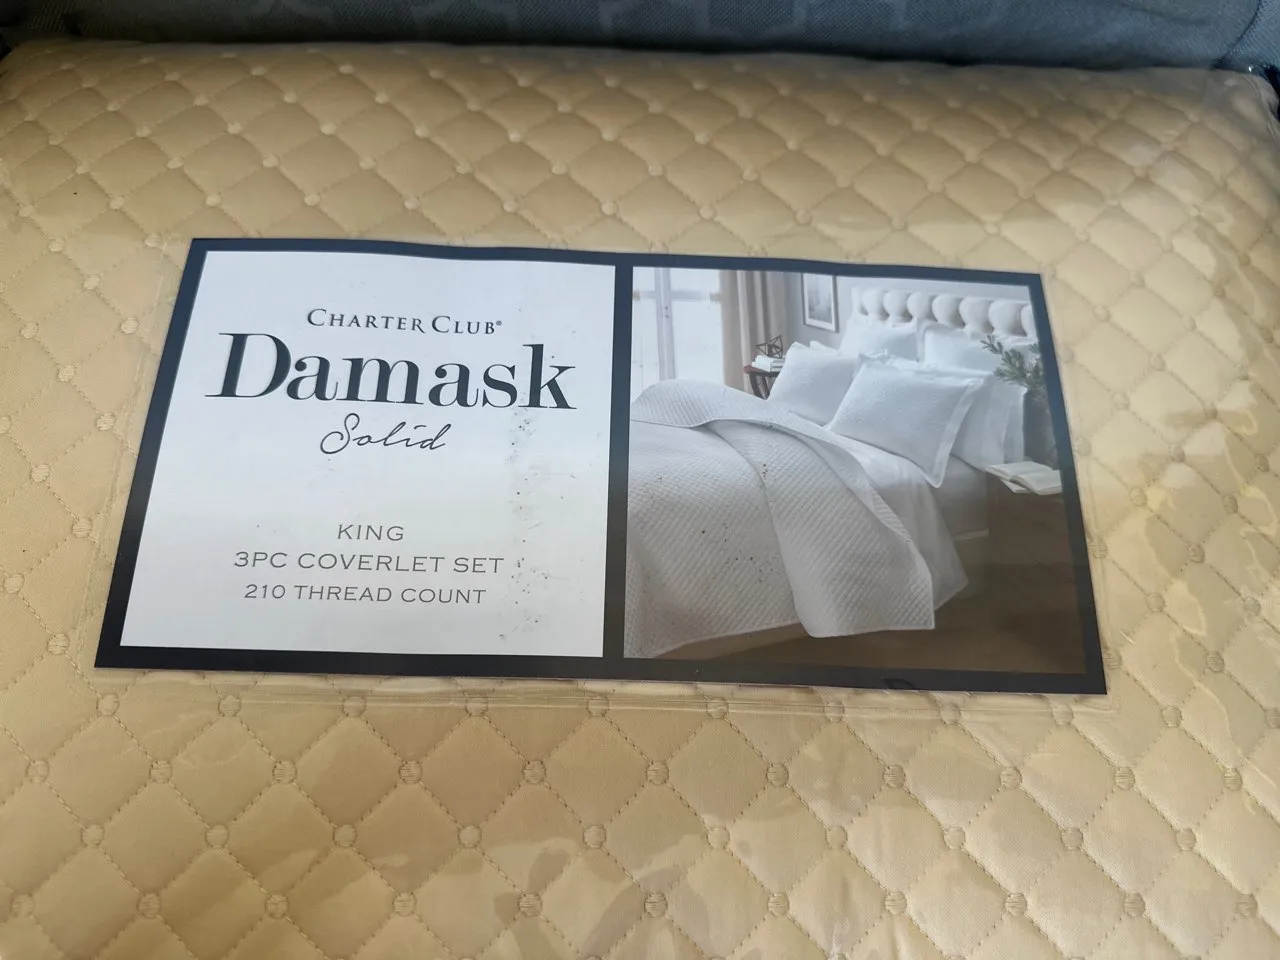 CHARTER CLUB®
Damask
Solid
KING
3PC COVERLET SET
210 THREAD COUNT